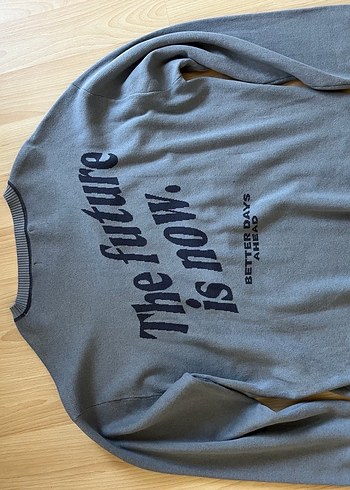 The future
is now.
BETTER DAYS
AHEAD